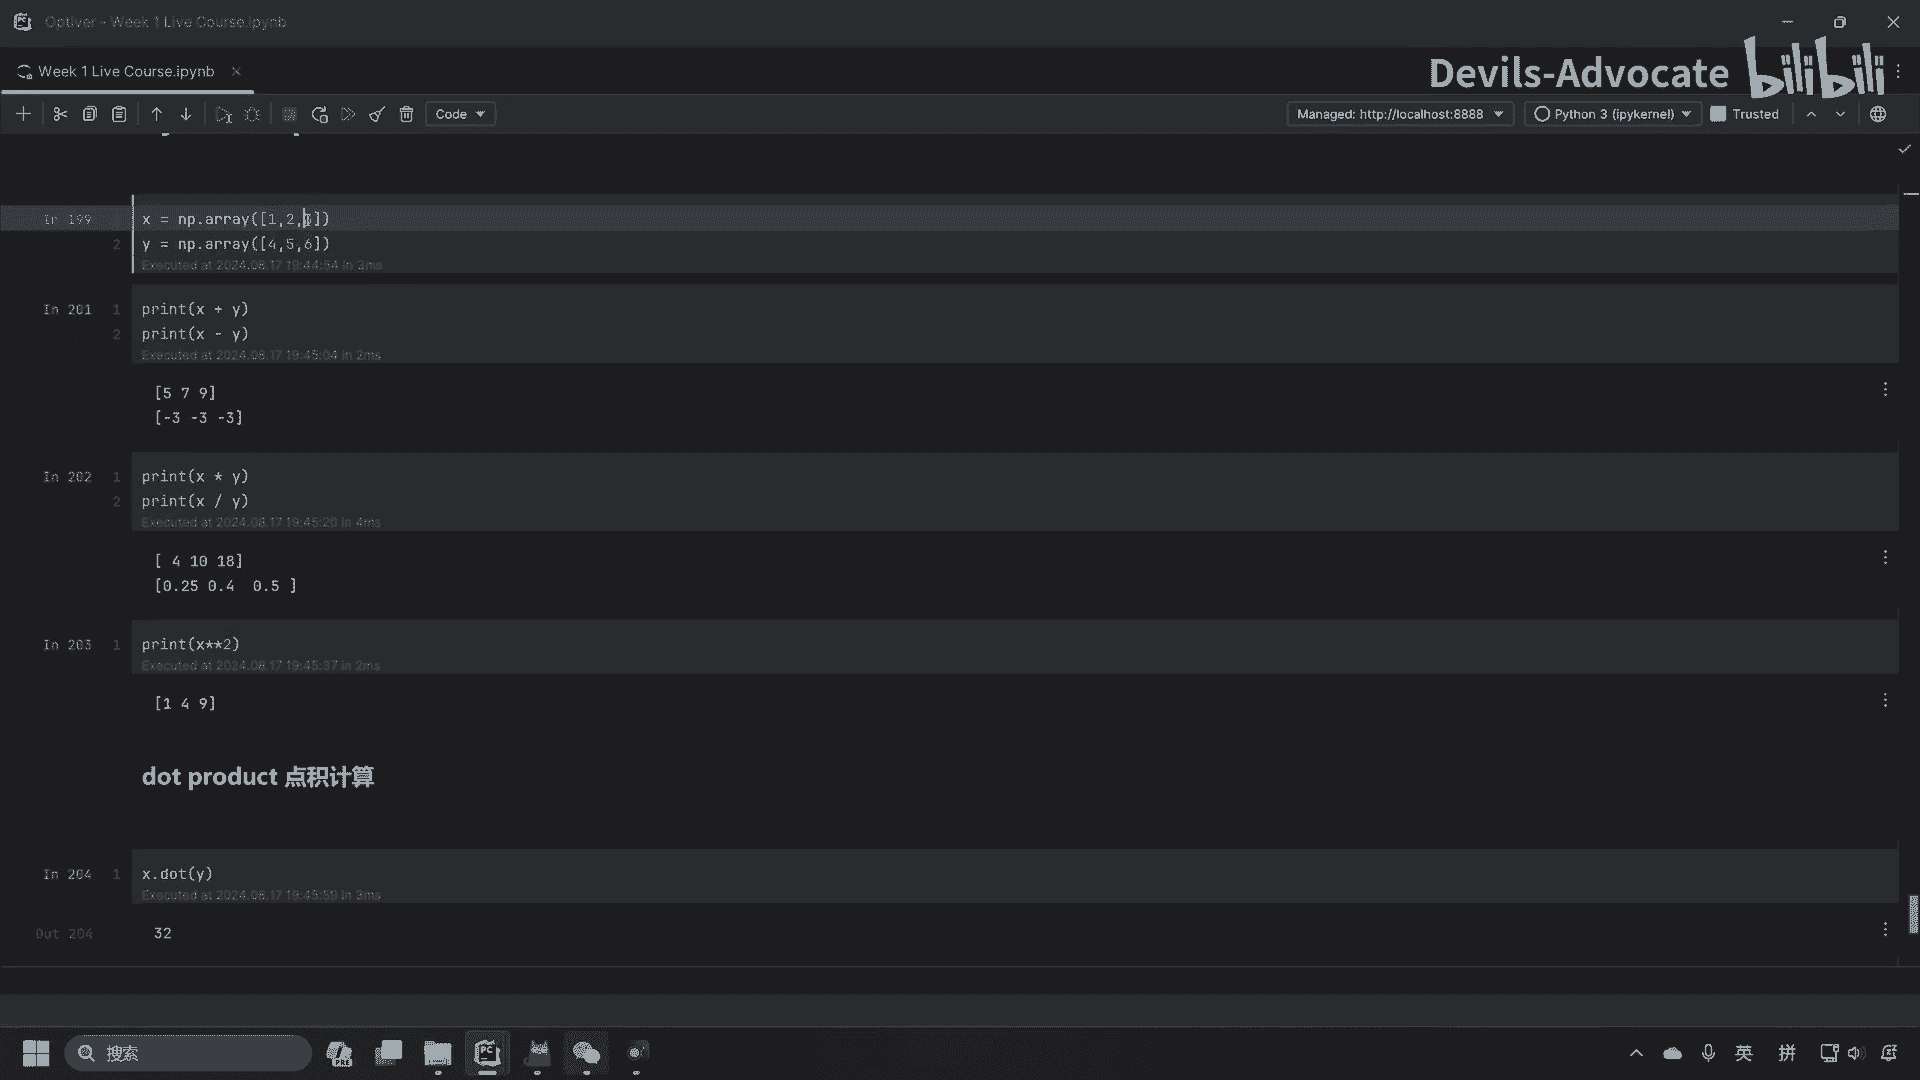 Optiver - Week 1 Live Course.ipynb
Week 1 Live Course.ipynb
Devils-Advocate bilibili
Code
Managed: http://localhost:8888
Python 3 (ipykernel)
Trusted
In 199
x = np.array([1,2,3])
2 y = np.array([4,5,6])
Executed at 2024.08.17 19:44:54 in 3ms
In 201 1 print(x + y)
2 print(x - y)
Executed at 2024.08.17 19:45:04 in 2ms
[5 7 9]
[-3 -3 -3]
In 202 1 print(x * y)
2 print(x / y)
Executed at 2024.08.17 19:45:20 in 4ms
[ 4 10 18]
[0.25 0.4  0.5 ]
In 203 1 print(x**2)
Executed at 2024.08.17 19:45:37 in 2ms
[1 4 9]
dot product 点积计算
In 204 1 x.dot(y)
Executed at 2024.08.17 19:45:59 in 3ms
Out 204 32
搜索
PRE
PC
英
拼